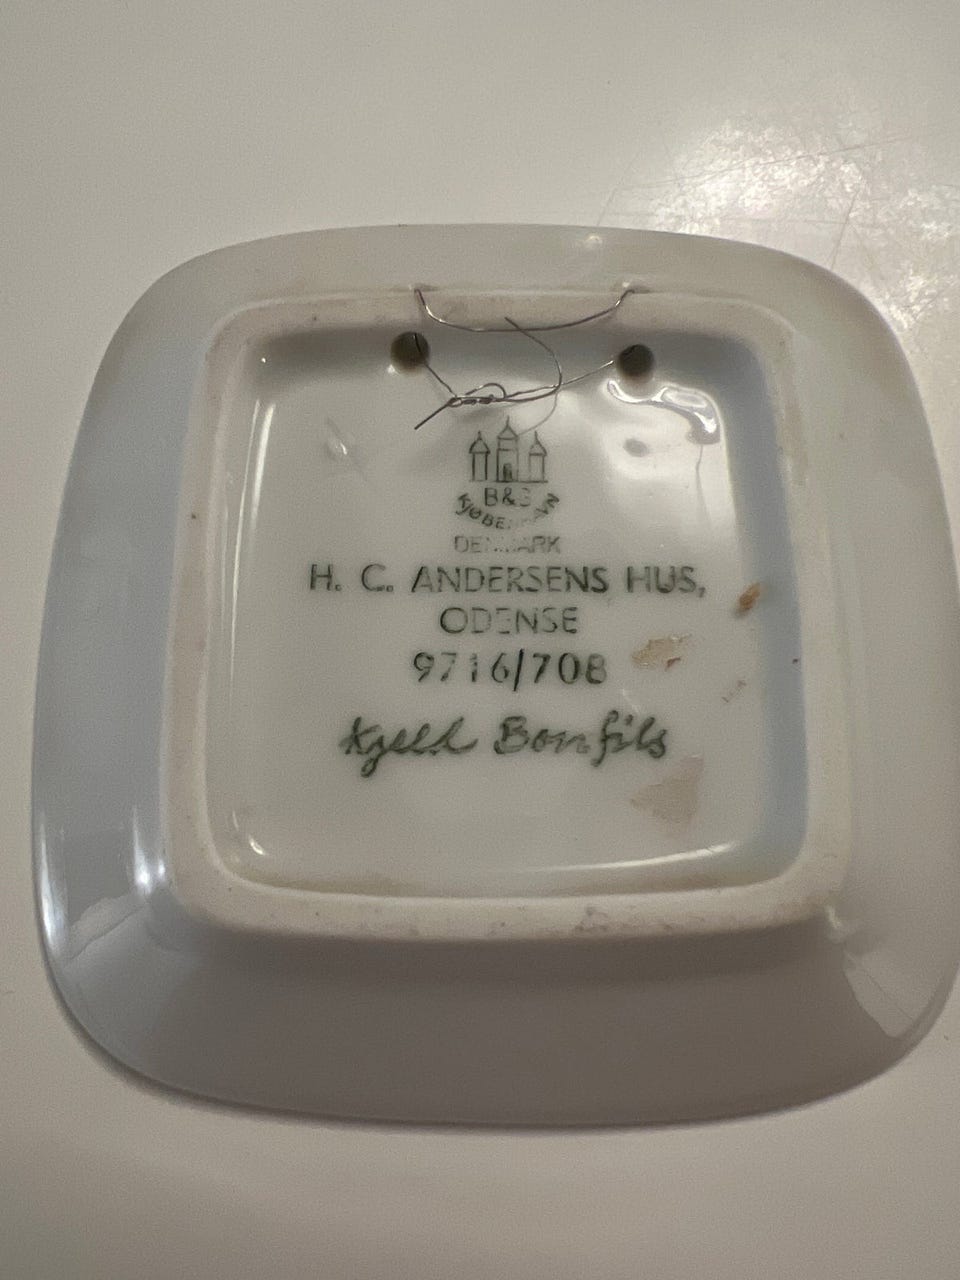 B&G
KJØBENHAVN
DENMARK
H. C. ANDERSENS HUS,
ODENSE
9716/708
Kjeld Bonfils